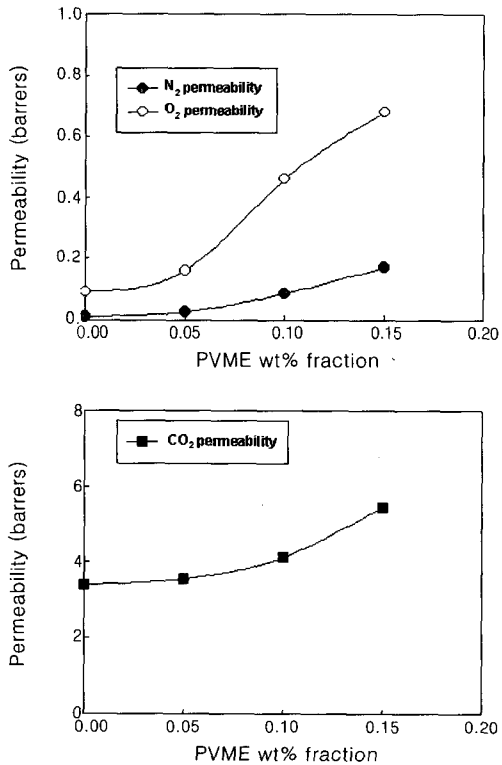 1.0
0.8
0.6
0.4
0.2
0
Permeability (barrers)
N2 permeability
O2 permeability
0.00 0.05 0.10 0.15 0.20
PVME wt% fraction
8
6
4
2
0
Permeability (barrers)
CO2 permeability
0.00 0.05 0.10 0.15 0.20
PVME wt% fraction